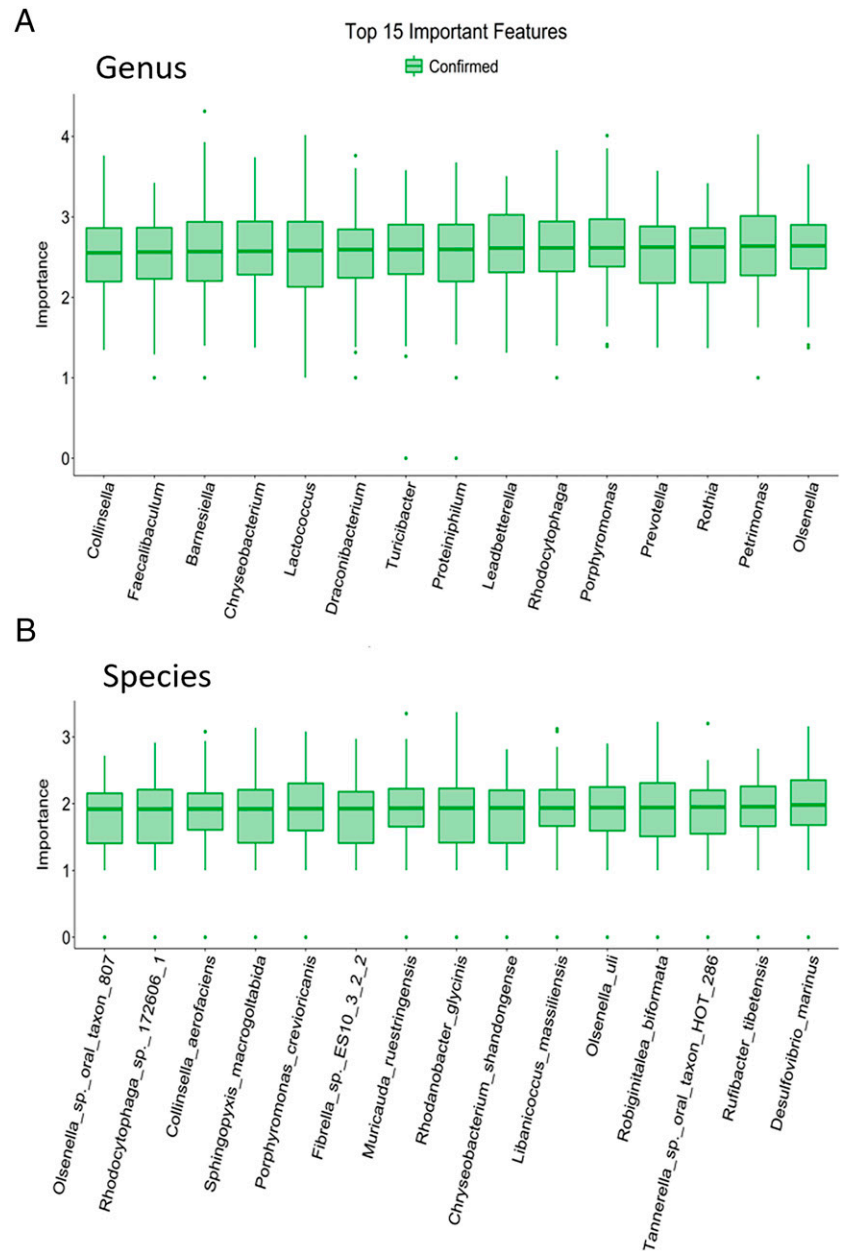 A
Top 15 Important Features
Genus
Confirmed
4
3
2
1
0
Importance
Collinsella
Faecalibaculum
Barnesiella
Chryseobacterium
Lactococcus
Draconibacterium
Turicibacter
Proteiniphilum
Leadbetterella
Rhodocytophaga
Porphyromonas
Prevotella
Rothia
Petrimonas
Olsenella
B
Species
3
2
1
0
Importance
Olsenella_sp._oral_taxon_807
Rhodocytophaga_sp._172606_1
Collinsella_aerofaciens
Sphingopyxis_macrogoltabida
Porphyromonas_crevioricanis
Fibrella_sp._ES10_3_2_2
Muricauda_ruestringensis
Rhodanobacter_glycinis
Chryseobacterium_shandongense
Libanicoccus_massiliensis
Olsenella_uli
Robiginitalea_biformata
Tannerella_sp._oral_taxon_HOT_286
Rufibacter_tibetensis
Desulfovibrio_marinus